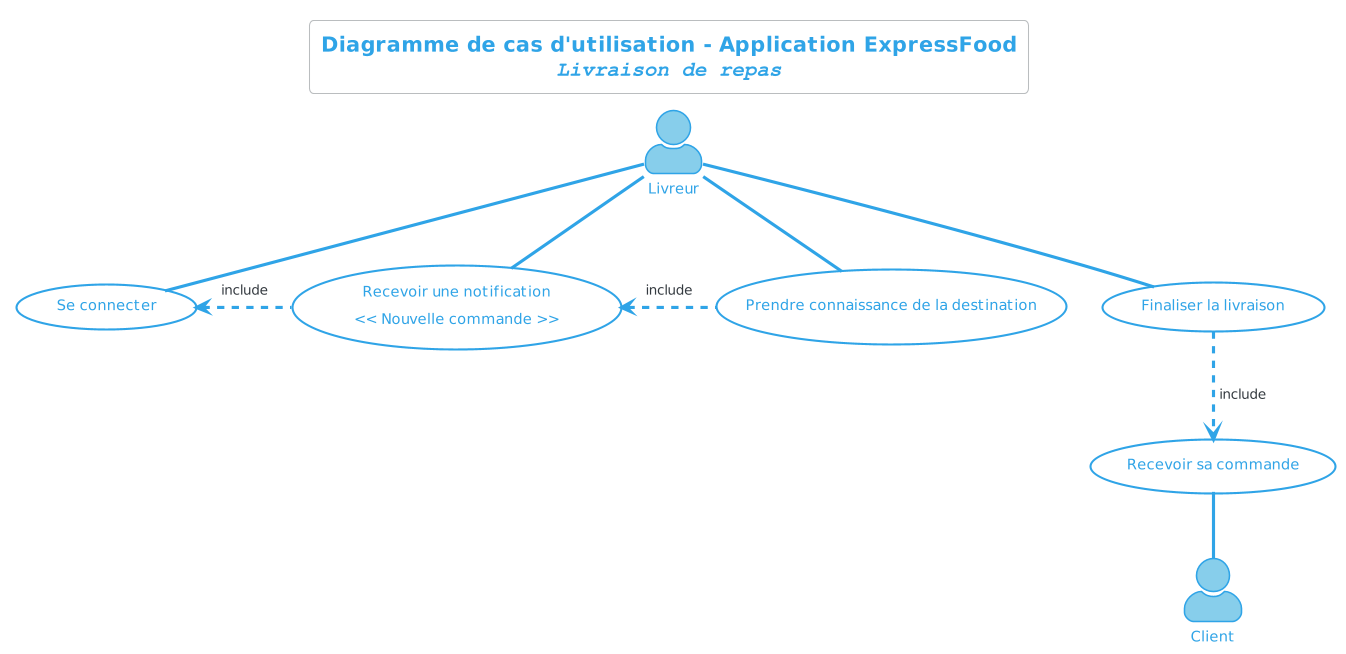 Diagramme de cas d'utilisation - Application ExpressFood
Livraison de repas
Livreur
Se connecter
include
Recevoir une notification
<< Nouvelle commande >>
include
Prendre connaissance de la destination
Finaliser la livraison
include
Recevoir sa commande
Client